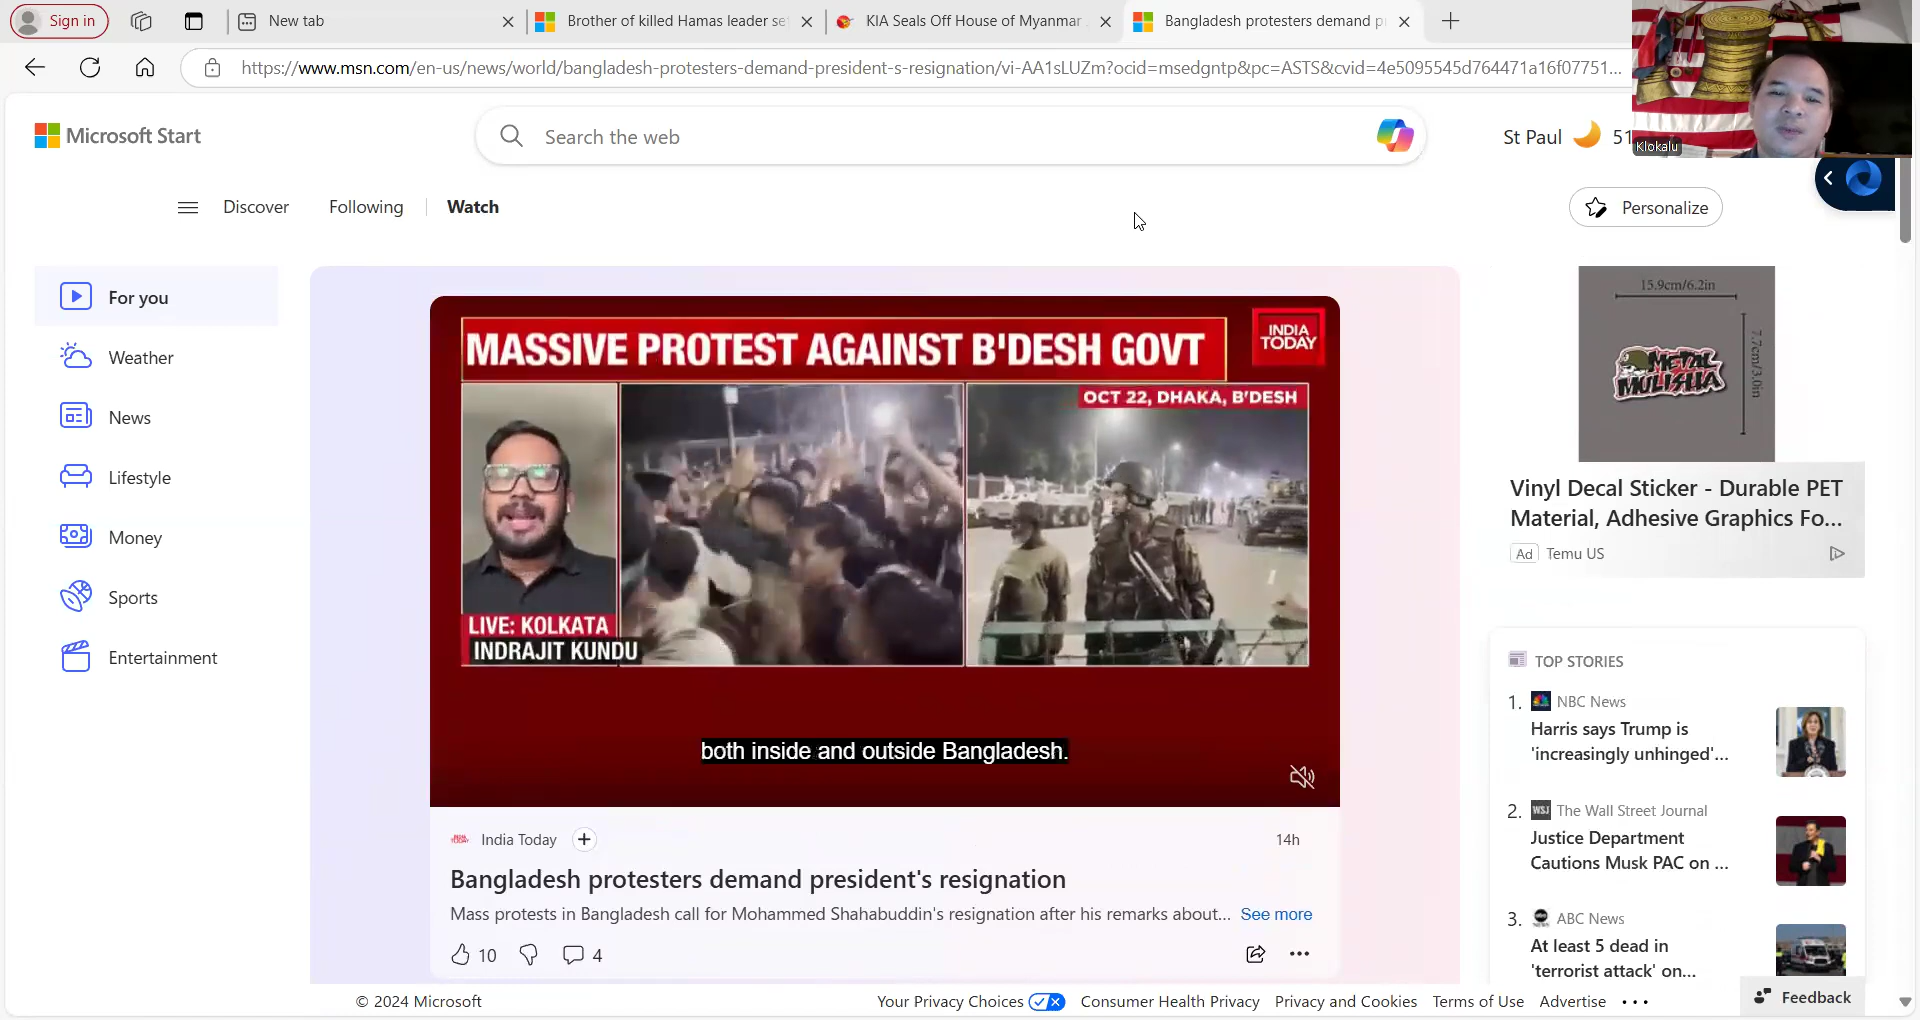 Sign in
New tab
Brother of killed Hamas leader se
KIA Seals Off House of Myanmar
Bangladesh protesters demand p
https://www.msn.com/en-us/news/world/bangladesh-protesters-demand-president-s-resignation/vi-AA1sLUZm?ocid=msedgntp&pc=ASTS&cvid=4e5095545d764471a16f07751...
Klokalu
Microsoft Start
Search the web
St Paul
51
Discover
Following
Watch
Personalize
For you
Weather
News
Lifestyle
Money
Sports
Entertainment
MASSIVE PROTEST AGAINST B'DESH GOVT
INDIA
TODAY
OCT 22, DHAKA, B'DESH
LIVE: KOLKATA
INDRAJIT KUNDU
both inside and outside Bangladesh.
India Today
14h
Bangladesh protesters demand president's resignation
Mass protests in Bangladesh call for Mohammed Shahabuddin's resignation after his remarks about... See more
10
4
15.9cm/6.2in
7.7cm/3.0in
METAL
MULISHA
Vinyl Decal Sticker - Durable PET
Material, Adhesive Graphics Fo...
Ad Temu US
TOP STORIES
1. NBC News
Harris says Trump is
'increasingly unhinged'...
2. WSJ The Wall Street Journal
Justice Department
Cautions Musk PAC on ...
3. ABC News
At least 5 dead in
'terrorist attack' on...
© 2024 Microsoft
Your Privacy Choices
Consumer Health Privacy
Privacy and Cookies
Terms of Use
Advertise
Feedback